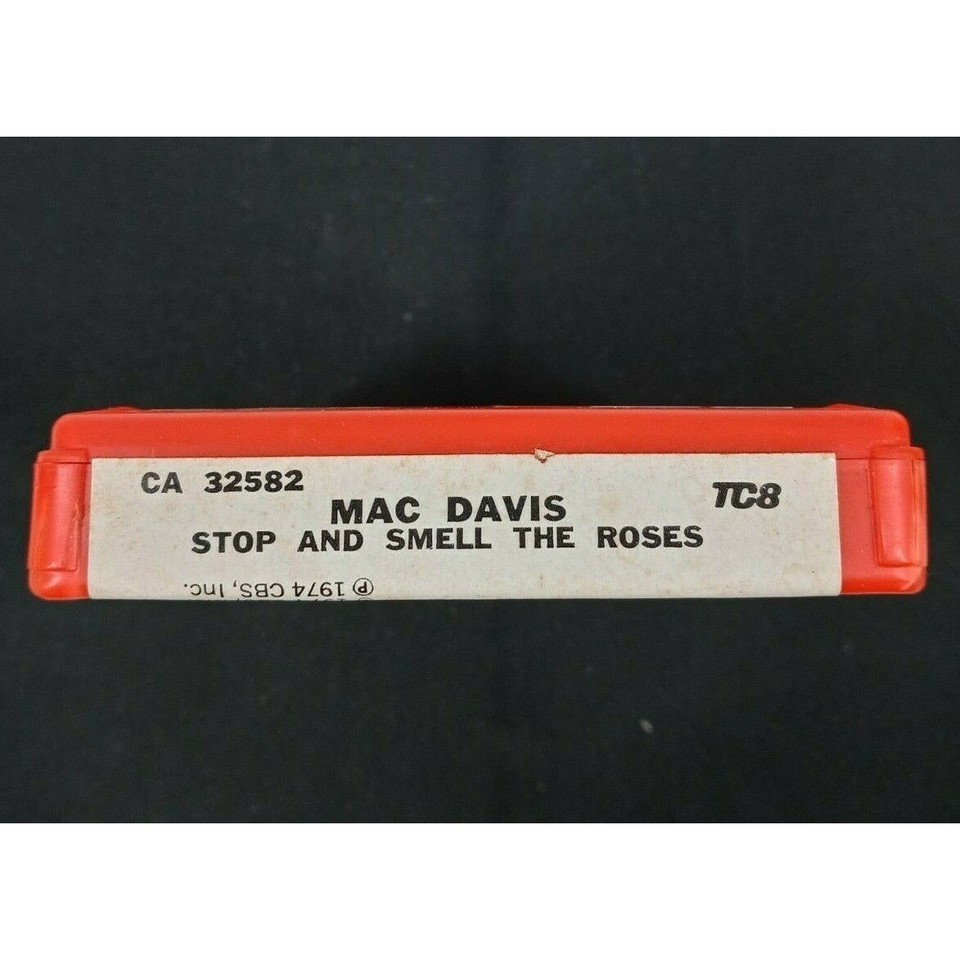 CA 32582
MAC DAVIS
TC8
STOP AND SMELL THE ROSES
℗ 1974 CBS, Inc.